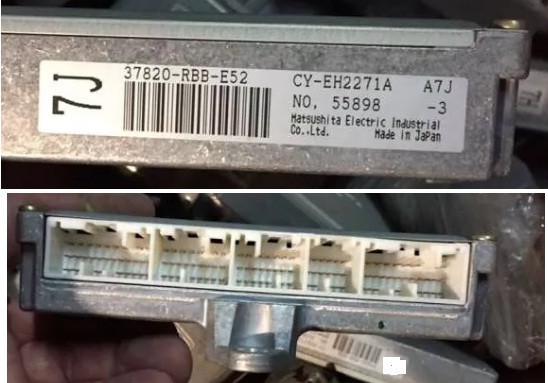 7J
37820-RBB-E52
CY-EH2271A A7J
NO, 55898 -3
Matsushita Electric Industrial
Co.,Ltd. Made in Japan